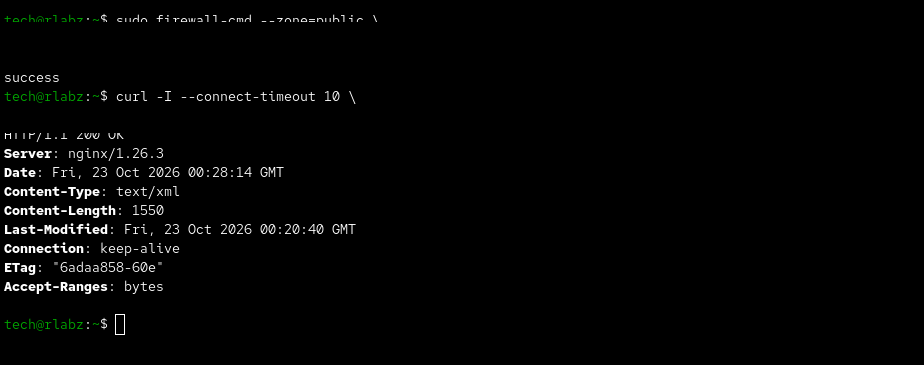 tech@rlabz:~$ sudo firewall-cmd --zone=public \
success
tech@rlabz:~$ curl -I --connect-timeout 10 \
HTTP/1.1 200 OK
Server: nginx/1.26.3
Date: Fri, 23 Oct 2026 00:28:14 GMT
Content-Type: text/xml
Content-Length: 1550
Last-Modified: Fri, 23 Oct 2026 00:20:40 GMT
Connection: keep-alive
ETag: "6adaa858-60e"
Accept-Ranges: bytes
tech@rlabz:~$